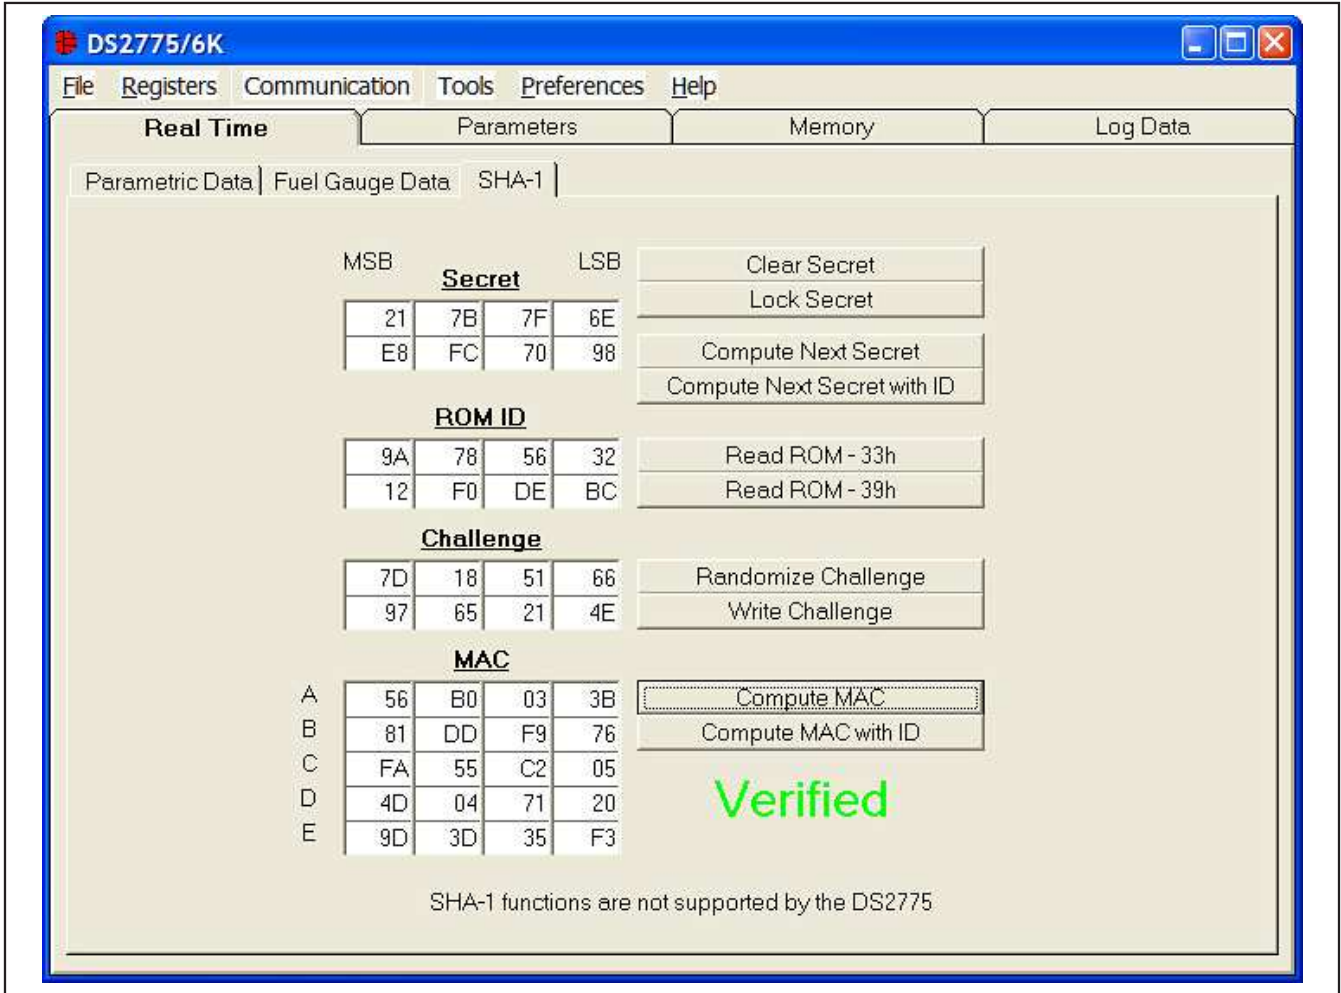 DS2775/6K
File Registers Communication Tools Preferences Help
Real Time Parameters Memory Log Data
Parametric Data Fuel Gauge Data SHA-1
MSB LSB
Secret
21 7B 7F 6E
E8 FC 70 98
Clear Secret
Lock Secret
Compute Next Secret
Compute Next Secret with ID
ROM ID
9A 78 56 32
12 F0 DE BC
Read ROM - 33h
Read ROM - 39h
Challenge
7D 18 51 66
97 65 21 4E
Randomize Challenge
Write Challenge
MAC
A 56 B0 03 3B
B 81 DD F9 76
C FA 55 C2 05
D 4D 04 71 20
E 9D 3D 35 F3
Compute MAC
Compute MAC with ID
Verified
SHA-1 functions are not supported by the DS2775